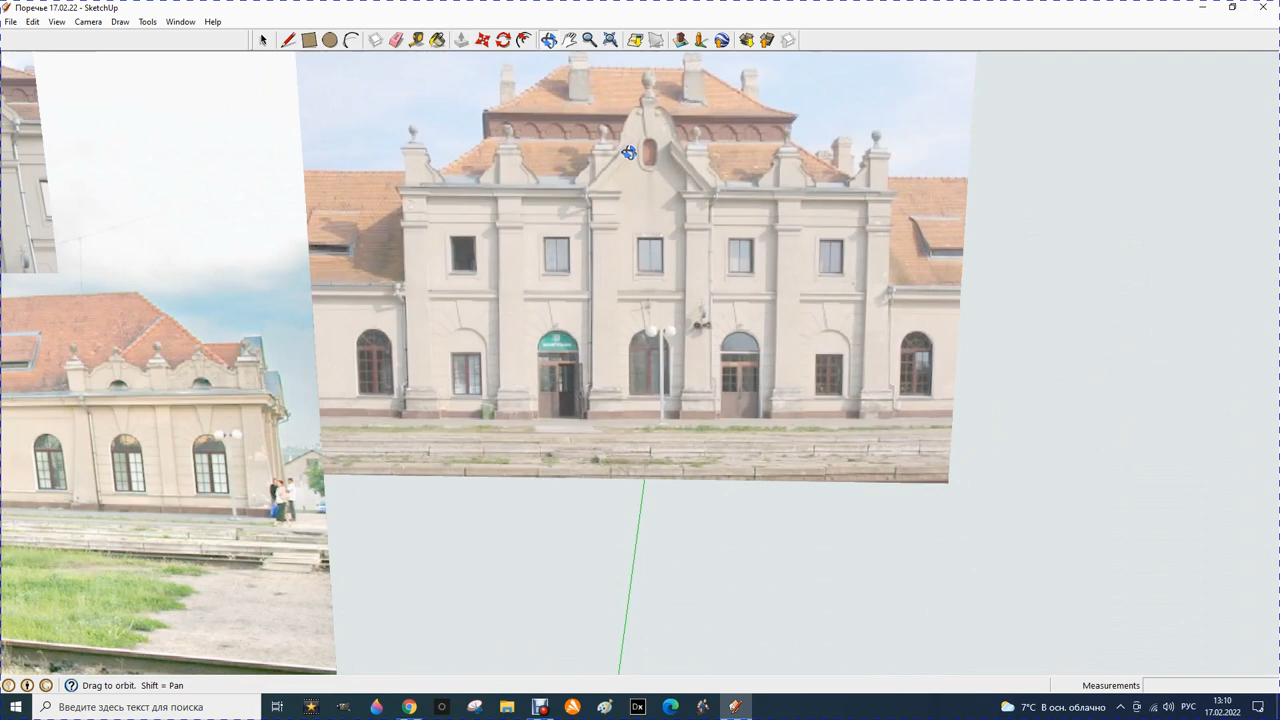 Поречье 17.02.22 - SketchUp
File Edit View Camera Draw Tools Window Help
Drag to orbit. Shift = Pan
Measurements
Введите здесь текст для поиска
Dx
7°C В осн. облачно
РУС
13:10
17.02.2022